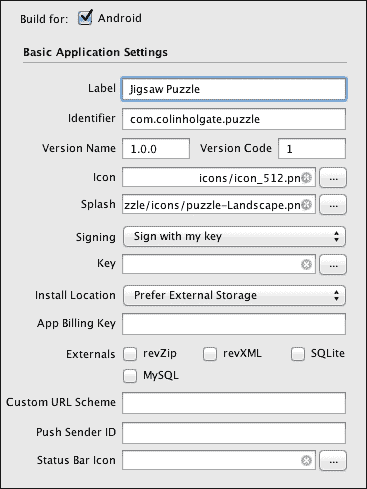 Build for: Android
Basic Application Settings
Label Jigsaw Puzzle
Identifier com.colinholgate.puzzle
Version Name 1.0.0 Version Code 1
Icon icons/icon_512.pn ...
Splash zzle/icons/puzzle-Landscape.pn ...
Signing Sign with my key
Key ...
Install Location Prefer External Storage
App Billing Key
Externals revZip revXML SQLite
MySQL
Custom URL Scheme
Push Sender ID
Status Bar Icon ...